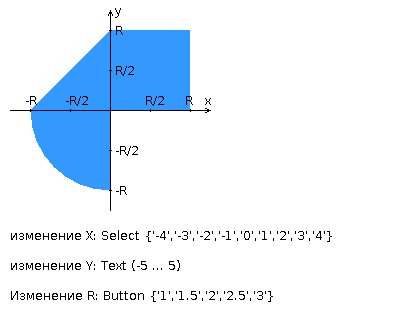 y
R
R/2
-R -R/2 R/2 R x
-R/2
-R
изменение X: Select {'-4','-3','-2','-1','0','1','2','3','4'}
изменение Y: Text (-5 ... 5)
Изменение R: Button {'1','1.5','2','2.5','3'}